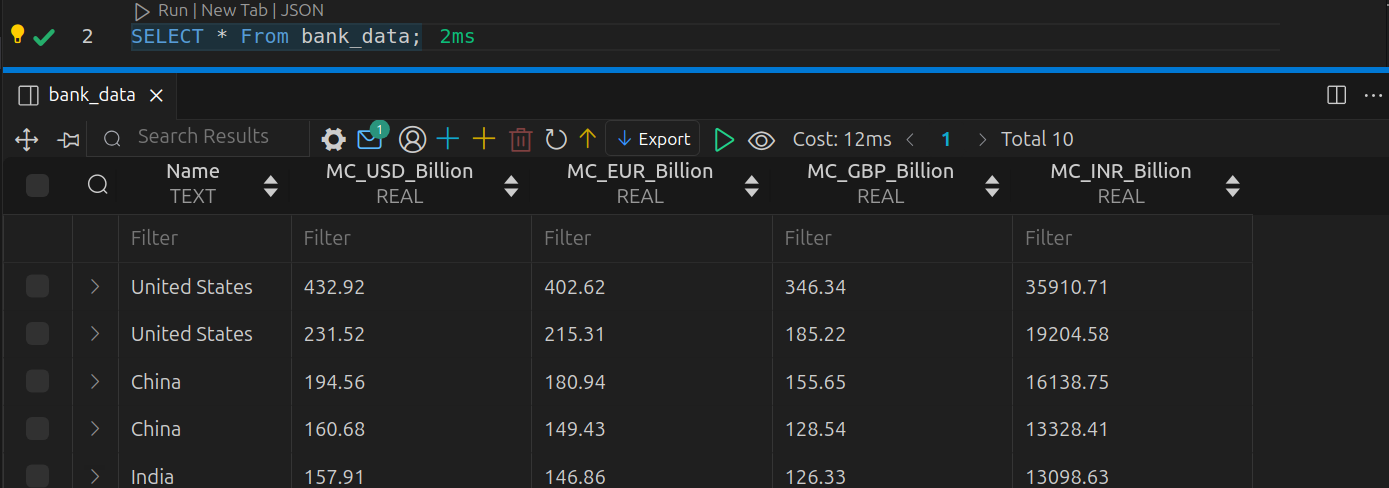 Run | New Tab | JSON
2 SELECT * From bank_data; 2ms
bank_data
1
Search Results Export Cost: 12ms 1 Total 10
Name MC_USD_Billion MC_EUR_Billion MC_GBP_Billion MC_INR_Billion
TEXT REAL REAL REAL REAL
Filter Filter Filter Filter Filter
United States 432.92 402.62 346.34 35910.71
United States 231.52 215.31 185.22 19204.58
China 194.56 180.94 155.65 16138.75
China 160.68 149.43 128.54 13328.41
India 157.91 146.86 126.33 13098.63